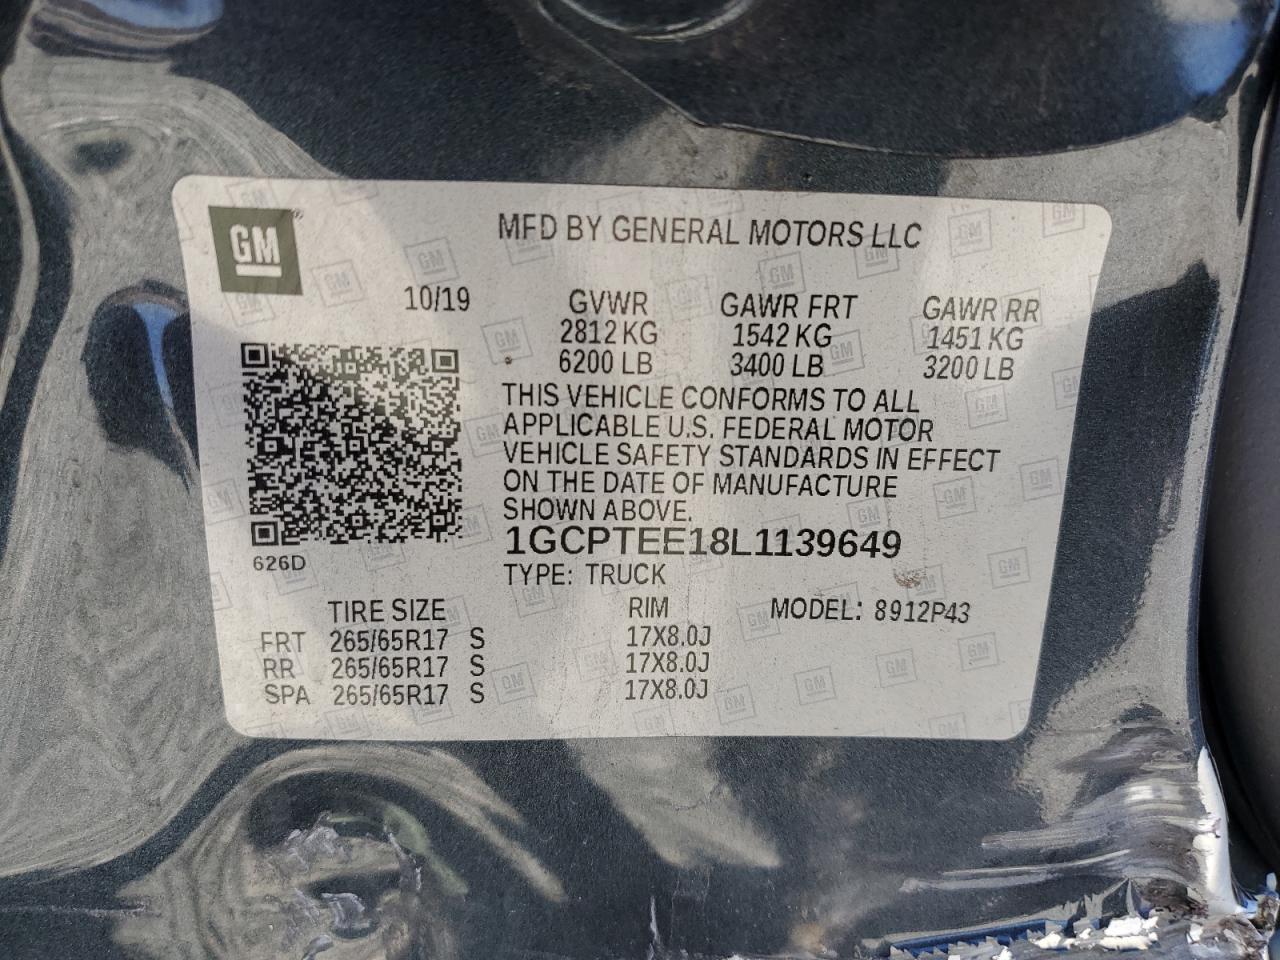 GM
MFD BY GENERAL MOTORS LLC
10/19 GVWR GAWR FRT GAWR RR
2812 KG 1542 KG 1451 KG
6200 LB 3400 LB 3200 LB
THIS VEHICLE CONFORMS TO ALL
APPLICABLE U.S. FEDERAL MOTOR
VEHICLE SAFETY STANDARDS IN EFFECT
ON THE DATE OF MANUFACTURE
SHOWN ABOVE.
1GCPTEE18L1139649
626D
TYPE: TRUCK
TIRE SIZE RIM MODEL: 8912P43
FRT 265/65R17 S 17X8.0J
RR 265/65R17 S 17X8.0J
SPA 265/65R17 S 17X8.0J